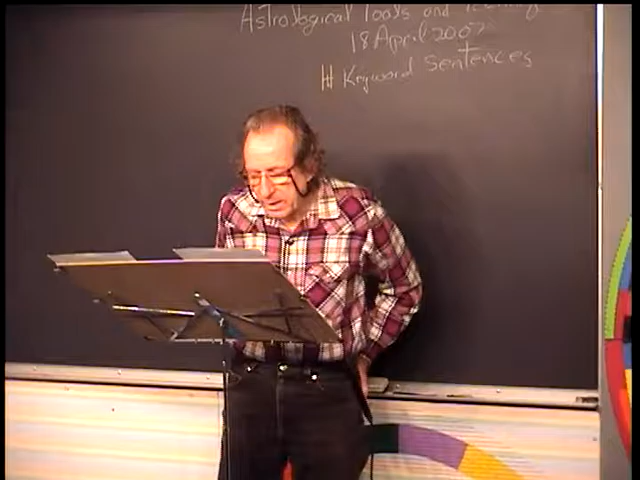 Astrological Tools and
18 April 2007
# Keyword Sentences